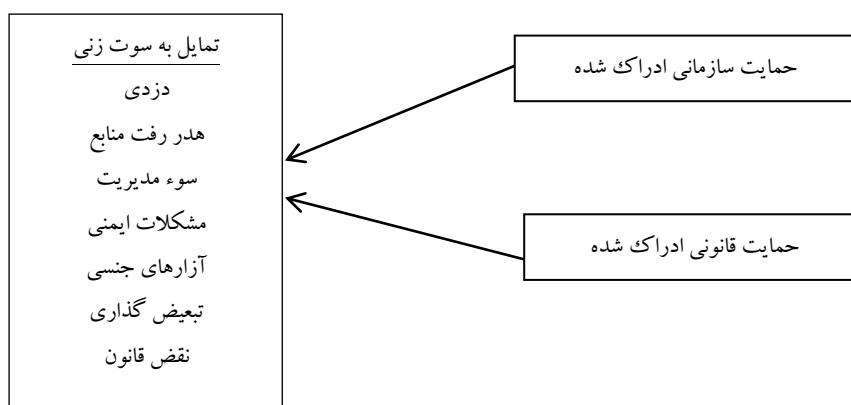 تمایل به سوت زنی
دزدی
هدر رفت منابع
سوء مدیریت
مشکلات ایمنی
آزارهای جنسی
تبعیض گذاری
نقض قانون
حمایت سازمانی ادراک شده
حمایت قانونی ادراک شده